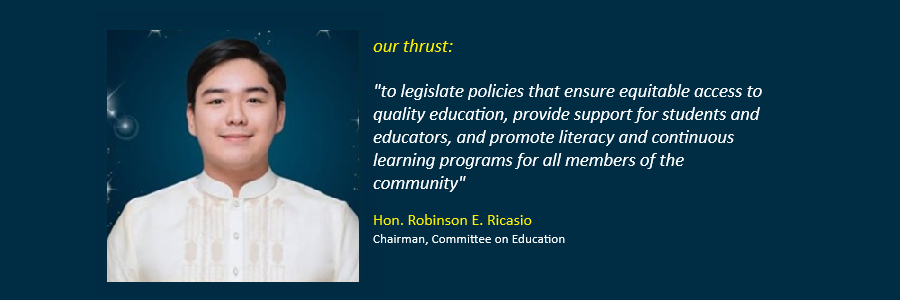 our thrust:
"to legislate policies that ensure equitable access to
quality education, provide support for students and
educators, and promote literacy and continuous
learning programs for all members of the
community"
Hon. Robinson E. Ricasio
Chairman, Committee on Education